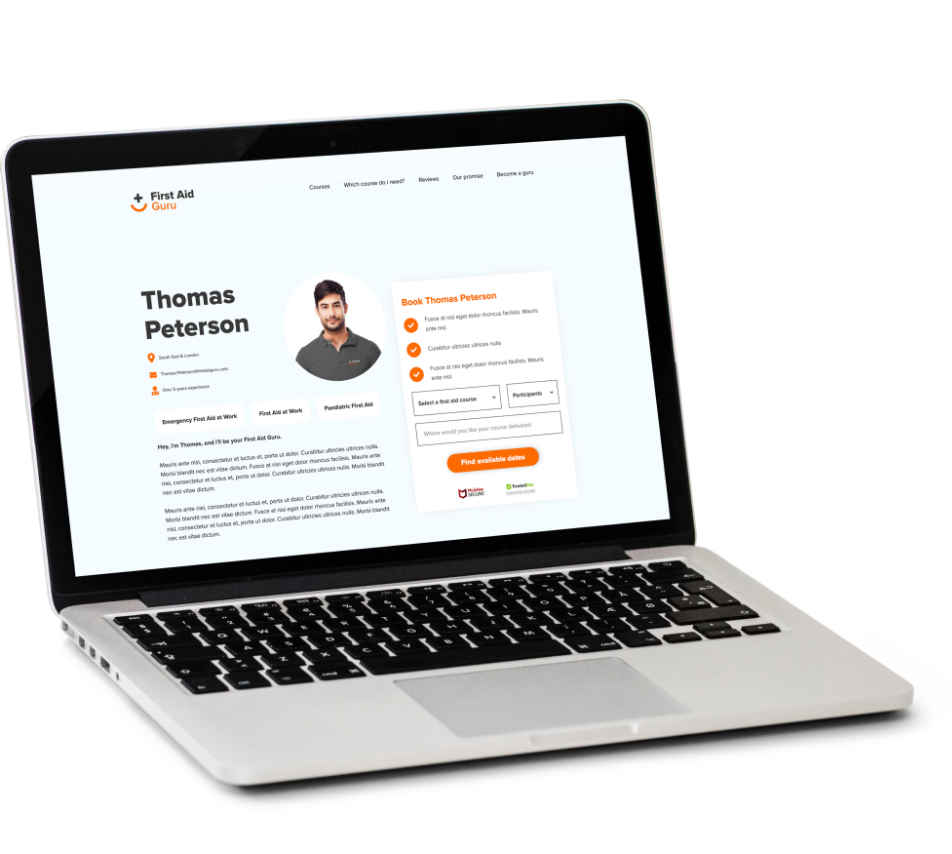 First Aid
Guru
Courses
Which course do i need?
Reviews
Our promise
Become a guru
Thomas
Peterson
South East & London
Thomas.Peterson@firstaidguru.com
Over 5 years experience
Emergency First Aid at Work
First Aid at Work
Paediatric First Aid
Hey, I'm Thomas, and i'll be your First Aid Guru.
Mauris ante nisi, consectetur et luctus et, porta ut dolor. Curabitur ultricies ultrices nulla.
Morbi blandit nec est vitae dictum. Fusce at nisi eget dolor rhoncus facilisis. Mauris ante
nisi, consectetur et luctus et, porta ut dolor. Curabitur ultricies ultrices nulla. Morbi blandit
nec est vitae dictum.
Mauris ante nisi, consectetur et luctus et, porta ut dolor. Curabitur ultricies ultrices nulla.
Morbi blandit nec est vitae dictum. Fusce at nisi eget dolor rhoncus facilisis. Mauris ante
nisi, consectetur et luctus et, porta ut dolor. Curabitur ultricies ultrices nulla. Morbi blandit
nec est vitae dictum.
Book Thomas Peterson
Fusce at nisi eget dolor rhoncus facilisis. Mauris
ante nisi.
Curabitur ultricies ultrices nulla
Fusce at nisi eget dolor rhoncus facilisis. Mauris
ante nisi.
Select a first aid course
Participants
Where would you like your course delivered
Find available dates
McAfee
SECURE
TrustedSite
Q W E R T Y U I O P Å
A S D F G H J K L Æ Ø
Z X C V B N M
cmd
cmd